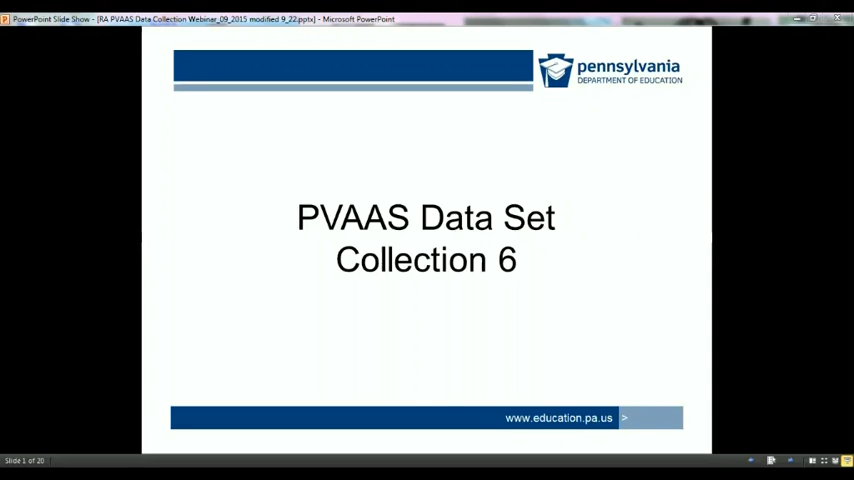 PowerPoint Slide Show - [RA PVAAS Data Collection Webinar_09_2015 modified 9_22.pptx] - Microsoft PowerPoint
pennsylvania
DEPARTMENT OF EDUCATION
PVAAS Data Set
Collection 6
www.education.pa.us >
Slide 1 of 20